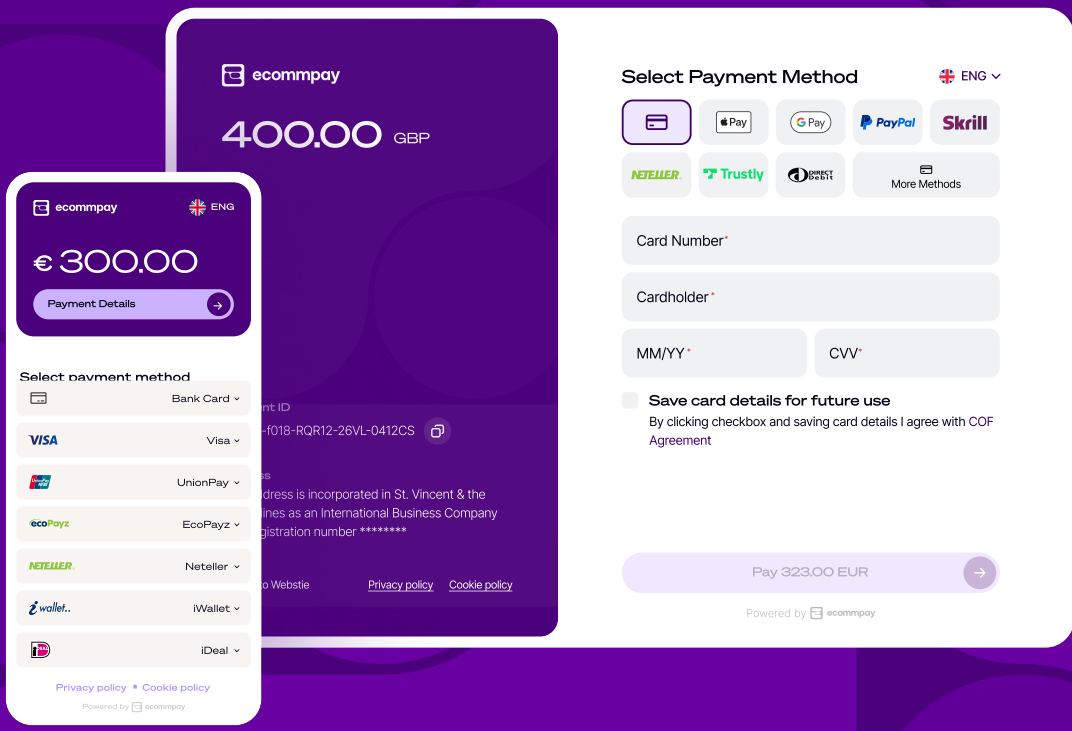 ecommpay
400.00 GBP
nt ID
-f018-RQR12-26VL-0412CS
ss
ddress is incorporated in St. Vincent & the
lines as an International Business Company
gistration number ********
o Webstie
Privacy policy
Cookie policy
Select Payment Method
ENG
Pay
G Pay
PayPal
Skrill
NETELLER
Trustly
DIRECT
Debit
More Methods
Card Number*
Cardholder*
MM/YY*
CVV*
Save card details for future use
By clicking checkbox and saving card details I agree with COF
Agreement
Pay 323.00 EUR
Powered by ecommpay
ecommpay
ENG
€ 300.00
Payment Details
Select payment method
Bank Card
VISA Visa
UnionPay UnionPay
ecoPayz EcoPayz
NETELLER Neteller
iwallet.. iWallet
iDEAL iDeal
Privacy policy • Cookie policy
Powered by ecommpay